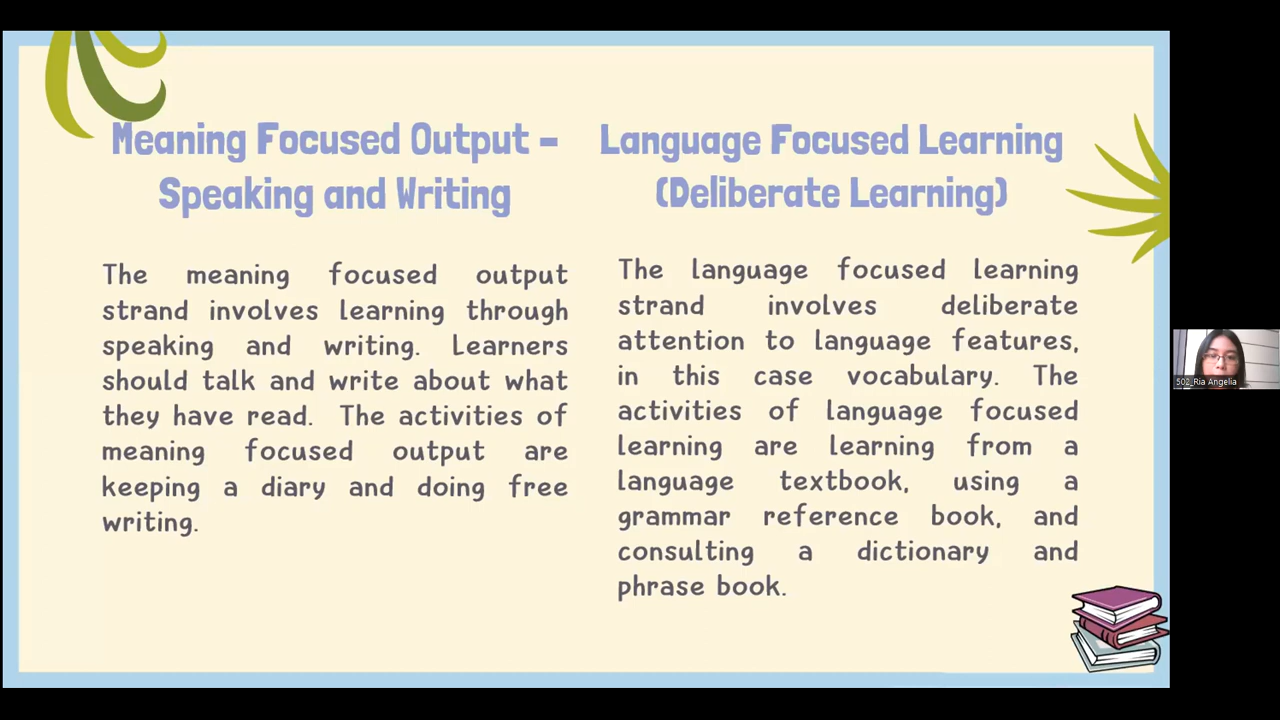 Meaning Focused Output -
Speaking and Writing
The meaning focused output
strand involves learning through
speaking and writing. Learners
should talk and write about what
they have read. The activities of
meaning focused output are
keeping a diary and doing free
writing.
Language Focused Learning
(Deliberate Learning)
The language focused learning
strand involves deliberate
attention to language features,
in this case vocabulary. The
activities of language focused
learning are learning from a
language textbook, using a
grammar reference book, and
consulting a dictionary and
phrase book.
502_Ria Angelia